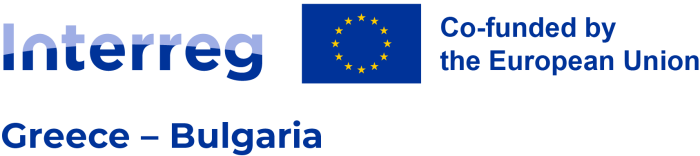 Interreg
Co-funded by
the European Union
Greece – Bulgaria